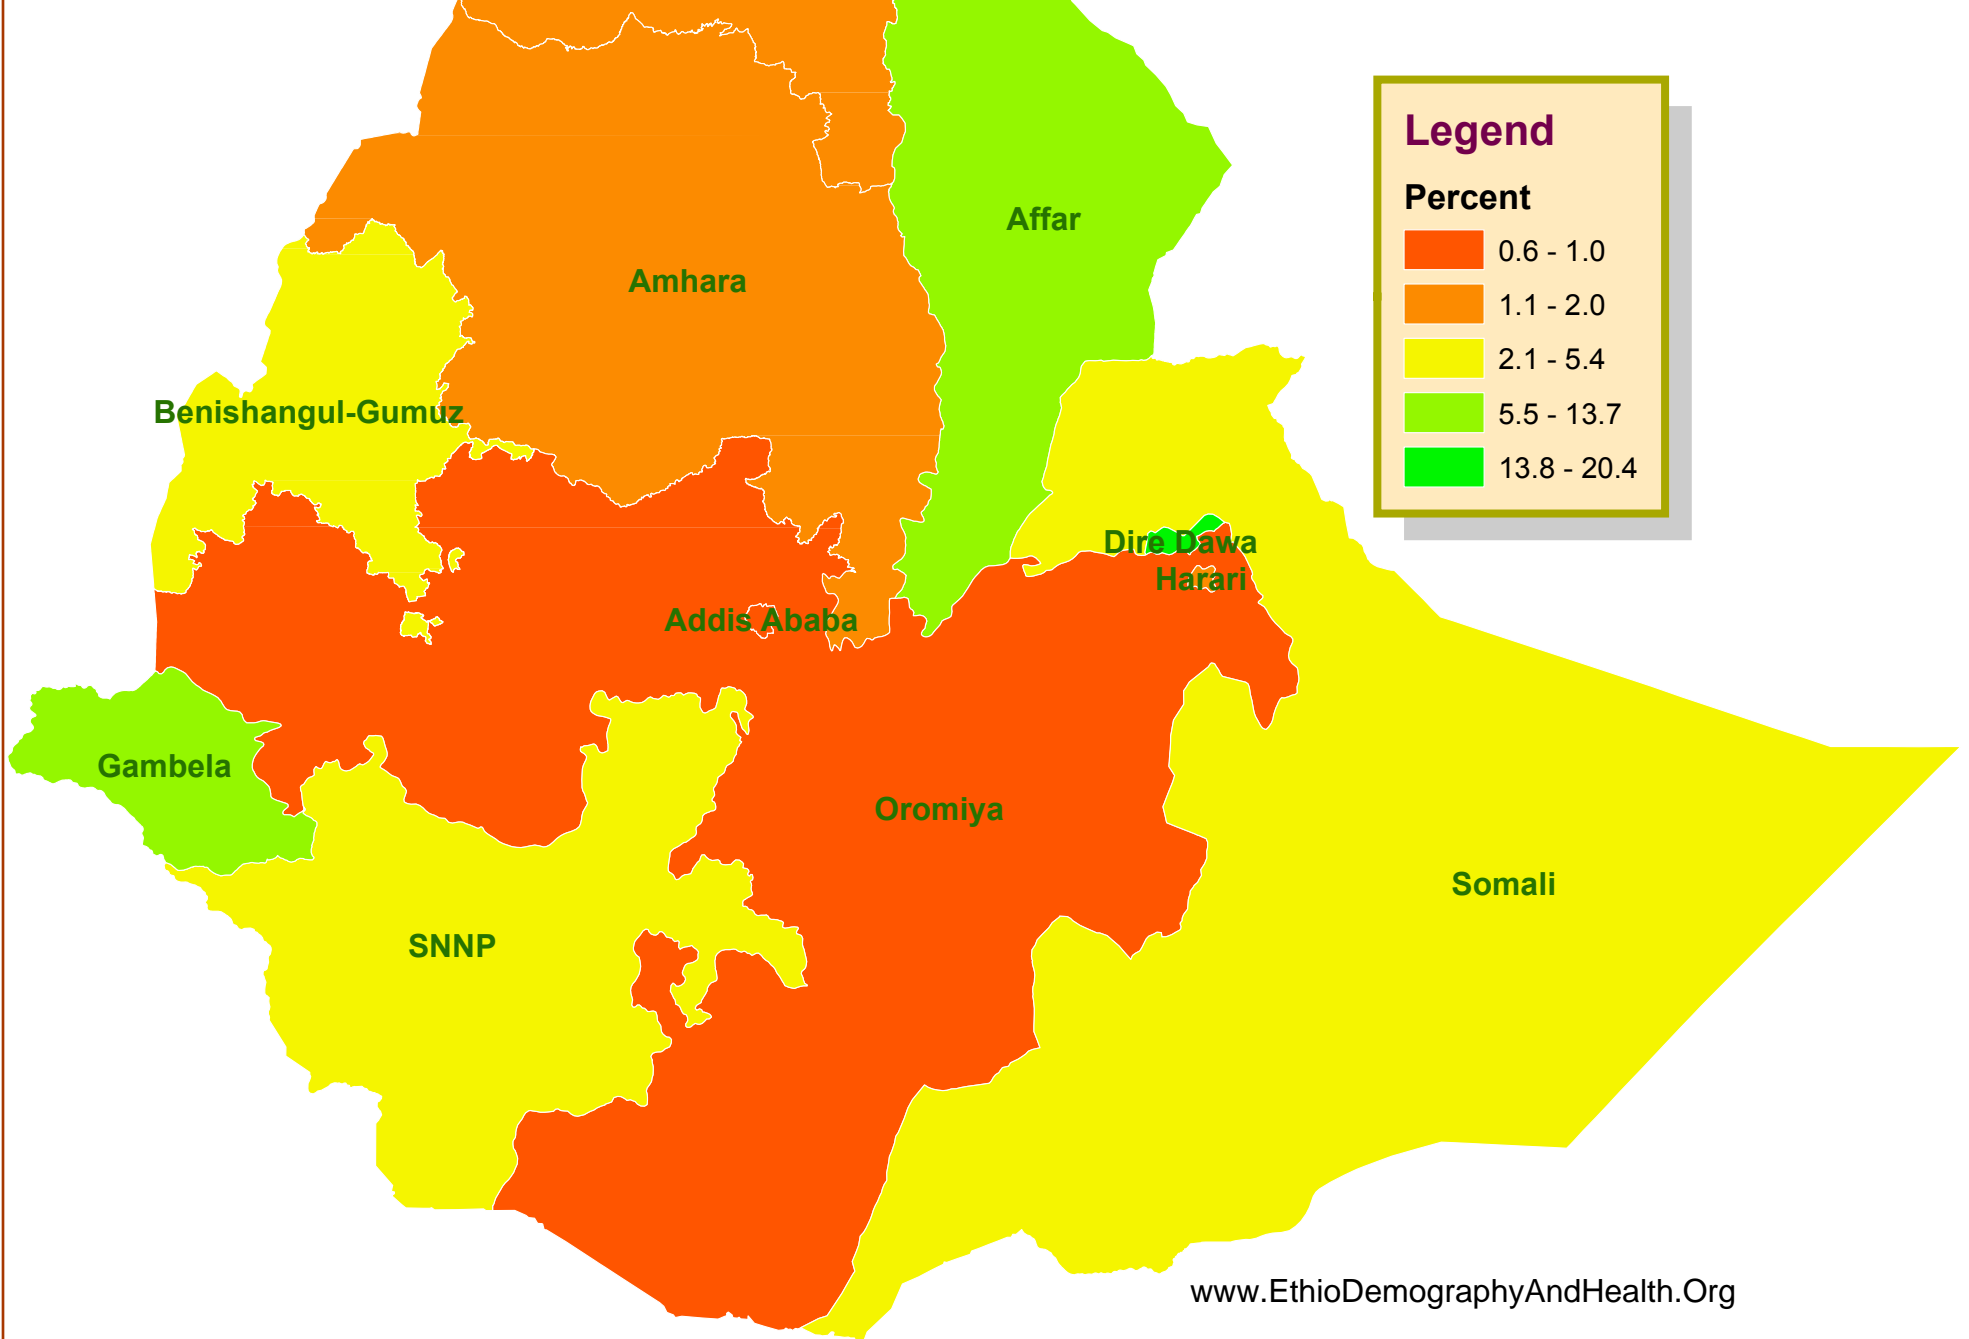 Legend
Percent
0.6 - 1.0
1.1 - 2.0
2.1 - 5.4
5.5 - 13.7
13.8 - 20.4
Affar
Amhara
Benishangul-Gumuz
Dire Dawa
Harari
Addis Ababa
Gambela
Oromiya
Somali
SNNP
www.EthioDemographyAndHealth.Org